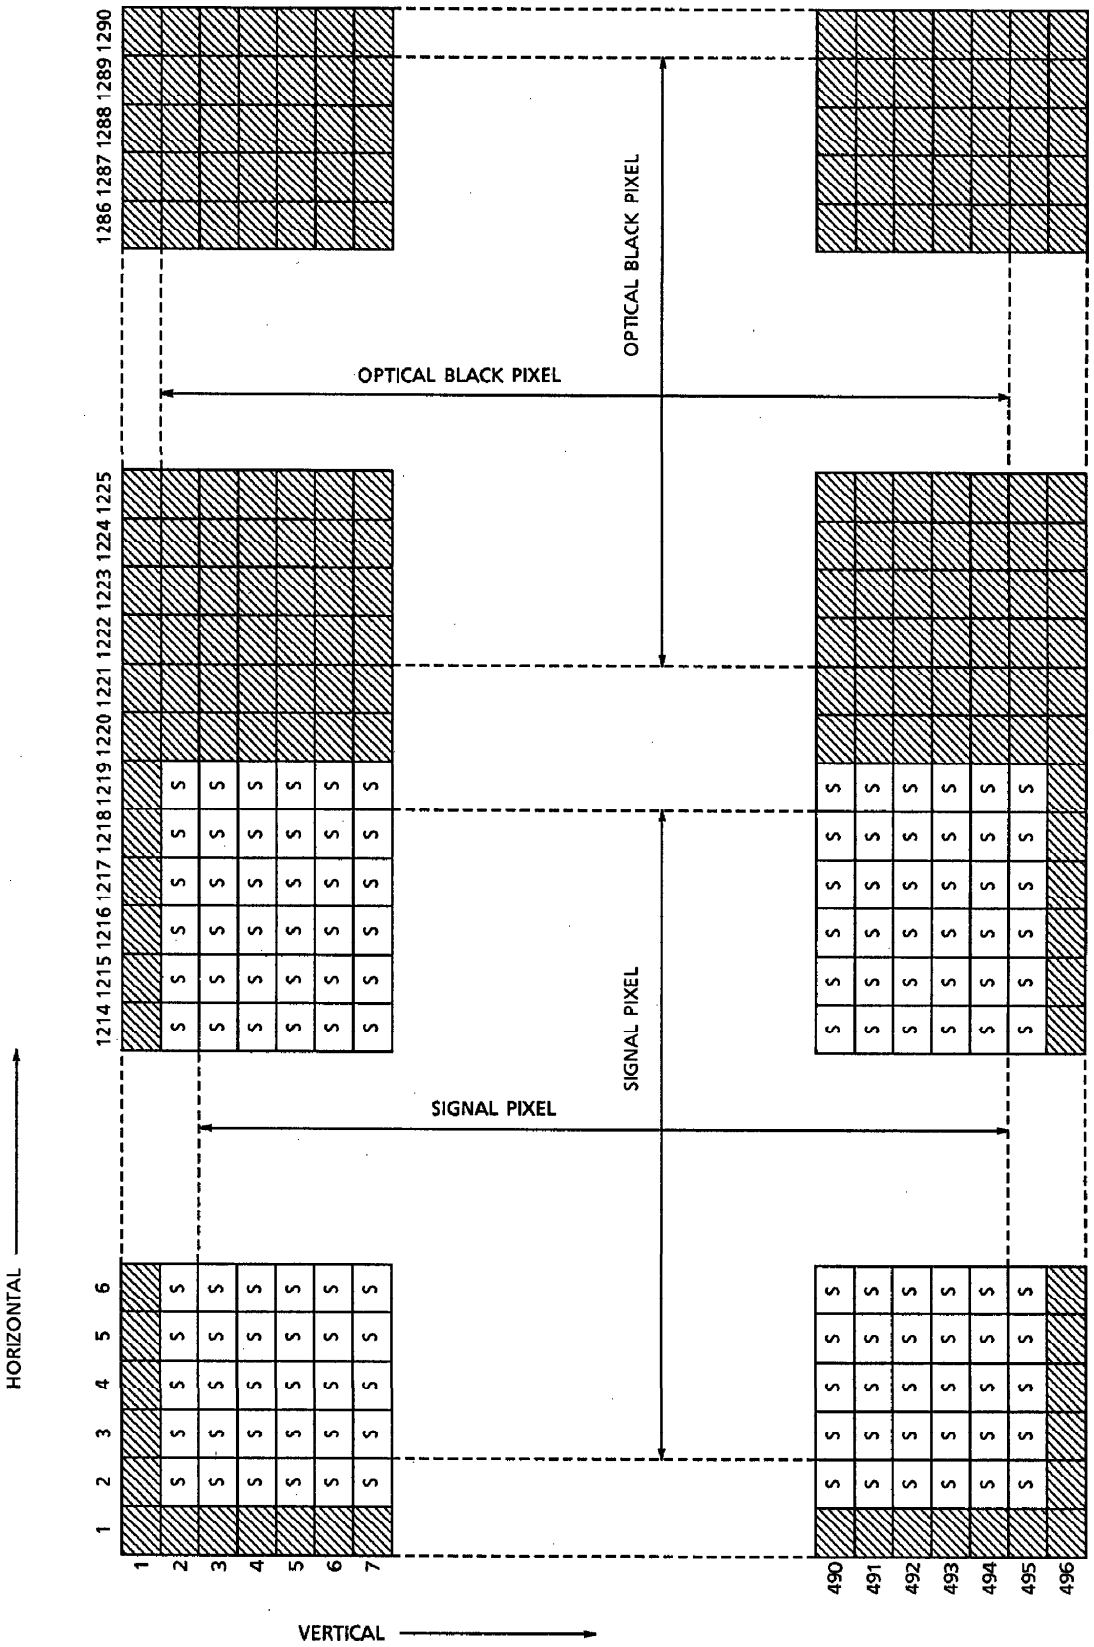 HORIZONTAL
1 2 3 4 5 6 1214 1215 1216 1217 1218 1219 1220 1221 1222 1223 1224 1225 1286 1287 1288 1289 1290
1
2 S S S S S S S S S S S
3 S S S S S S S S S S S
4 S S S S S S S S S S S
5 S S S S S S S S S S S
6 S S S S S S S S S S S
7 S S S S S S S S S S S
VERTICAL
SIGNAL PIXEL
OPTICAL BLACK PIXEL
SIGNAL PIXEL
OPTICAL BLACK PIXEL
490 S S S S S S S S S S S
491 S S S S S S S S S S S
492 S S S S S S S S S S S
493 S S S S S S S S S S S
494 S S S S S S S S S S S
495 S S S S S S S S S S S
496